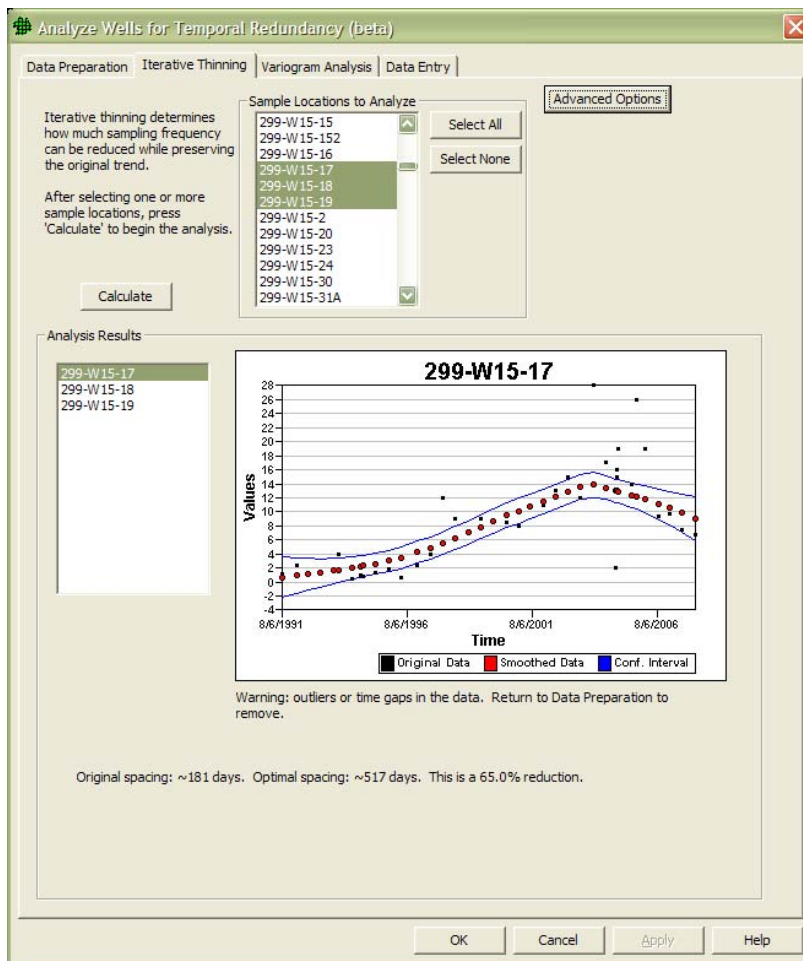 Analyze Wells for Temporal Redundancy (beta)
Data Preparation
Iterative Thinning
Variogram Analysis
Data Entry
Iterative thinning determines
how much sampling frequency
can be reduced while preserving
the original trend.
After selecting one or more
sample locations, press
'Calculate' to begin the analysis.
Calculate
Sample Locations to Analyze
299-W15-15
299-W15-152
299-W15-16
299-W15-17
299-W15-18
299-W15-19
299-W15-2
299-W15-20
299-W15-23
299-W15-24
299-W15-30
299-W15-31A
Select All
Select None
Advanced Options
Analysis Results
299-W15-17
299-W15-18
299-W15-19
299-W15-17
Values
28
26
24
22
20
18
16
14
12
10
8
6
4
2
0
-2
-4
8/6/1991
8/6/1996
8/6/2001
8/6/2006
Time
Original Data
Smoothed Data
Conf. Interval
Warning: outliers or time gaps in the data. Return to Data Preparation to
remove.
Original spacing: ~181 days. Optimal spacing: ~517 days. This is a 65.0% reduction.
OK
Cancel
Apply
Help